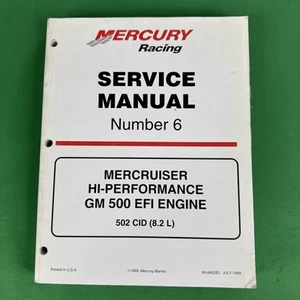 MERCURY
Racing
SERVICE
MANUAL
Number 6
MERCRUISER
HI-PERFORMANCE
GM 500 EFI ENGINE
502 CID (8.2 L)
Printed in U.S.A.
©1999, Mercury Marine
JULY 1999